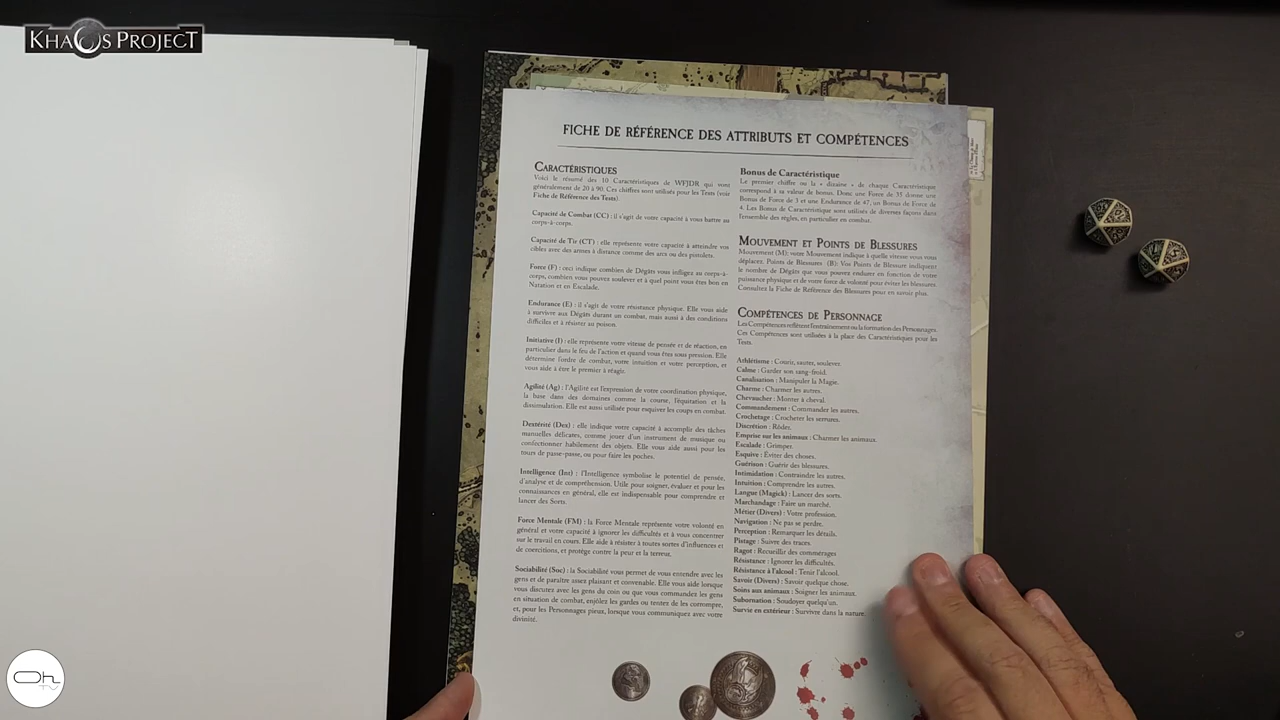 KHAOS PROJECT
FICHE DE RÉFÉRENCE DES ATTRIBUTS ET COMPÉTENCES
CARACTÉRISTIQUES
Voici le résumé des 10 Caractéristiques de WFJDR qui vont
généralement de 20 à 90. Ces chiffres sont utilisés pour les Tests (voir
Fiche de Référence des Tests).
Capacité de Combat (CC) : il s'agit de votre capacité à vous battre au
corps-à-corps.
Capacité de Tir (CT) : elle représente votre capacité à atteindre vos
cibles avec des armes à distance comme des arcs ou des pistolets.
Force (F) : ceci indique combien de Dégâts vous infligez au corps-à-
corps, combien vous pouvez soulever et à quel point vous êtes bon en
Natation et en Escalade.
Endurance (E) : il s'agit de votre résistance physique. Elle vous aide
à survivre aux Dégâts durant un combat, mais aussi à des conditions
difficiles et à résister au poison.
Initiative (I) : elle représente votre vitesse de pensée et de réaction, en
particulier dans le feu de l'action et quand vous êtes sous pression. Elle
détermine l'ordre de combat, votre intuition et votre perception, et
vous aide à être le premier à réagir.
Agilité (Ag) : l'Agilité est l'expression de votre coordination physique,
la base dans des domaines comme la course, l'équitation et la
dissimulation. Elle est aussi utilisée pour esquiver les coups en combat.
Dextérité (Dex) : elle indique votre capacité à accomplir des tâches
manuelles délicates, comme jouer d'un instrument de musique ou
confectionner habilement des objets. Elle vous aide aussi pour les
tours de passe-passe, ou pour faire les poches.
Intelligence (Int) : l'Intelligence symbolise le potentiel de pensée,
d'analyse et de compréhension. Utile pour soigner, évaluer et pour les
connaissances en général, elle est indispensable pour comprendre et
lancer des Sorts.
Force Mentale (FM) : la Force Mentale représente votre volonté en
général et votre capacité à ignorer les difficultés et à vous concentrer
sur le travail en cours. Elle aide à résister à toutes sortes d'influences et
de coercitions, et protège contre la peur et la terreur.
Sociabilité (Soc) : la Sociabilité vous permet de vous entendre avec les
gens et de paraître assez plaisant et convenable. Elle vous aide lorsque
vous discutez avec les gens du coin ou que vous commandez les gens
en situation de combat, enjôlez les gardes ou tentez de les corrompre,
et, pour les Personnages pieux, lorsque vous communiquez avec votre
divinité.
Bonus de Caractéristique
Le premier chiffre ou la « dizaine » de chaque Caractéristique
correspond à sa valeur de bonus. Donc une Force de 35 donne un
Bonus de Force de 3 et une Endurance de 47, un Bonus de Force de
4. Les Bonus de Caractéristique sont utilisés de diverses façons dans
l'ensemble des règles, en particulier en combat.
MOUVEMENT ET POINTS DE BLESSURES
Mouvement (M): votre Mouvement indique à quelle vitesse vous vous
déplacez. Points de Blessures (B): Vos Points de Blessure indiquent
le nombre de Dégâts que vous pouvez endurer en fonction de votre
puissance physique et de votre force de volonté pour éviter les blessures.
Consultez la Fiche de Référence des Blessures pour en savoir plus.
COMPÉTENCES DE PERSONNAGE
Les Compétences reflètent l'entraînement ou la formation des Personnages.
Ces Compétences sont utilisées à la place des Caractéristiques pour les
Tests.
Athlétisme : Courir, sauter, soulever.
Calme : Garder son sang-froid.
Canalisation : Manipuler la Magie.
Charme : Charmer les autres.
Chevaucher : Monter à cheval.
Commandement : Commander les autres.
Crochetage : Crocheter les serrures.
Discrétion : Rôdes.
Emprise sur les animaux : Charmer les animaux.
Escalade : Grimper.
Esquive : Éviter des choses.
Guérison : Guérir des blessures.
Intimidation : Contraindre les autres.
Intuition : Comprendre les autres.
Langue (Magick) : Lancer des sorts.
Marchandage : Faire un marché.
Métier (Divers) : Votre profession.
Navigation : Ne pas se perdre.
Perception : Remarquer les détails.
Pistage : Suivre des traces.
Ragot : Recueillir des commérages
Résistance : Ignorer les difficultés.
Résistance à l'alcool : Tenir l'alcool.
Savoir (Divers) : Savoir quelque chose.
Soins aux animaux : Soigner les animaux.
Subornation : Soudoyer quelqu'un.
Survie en extérieur : Survivre dans la nature.
Oh
TV